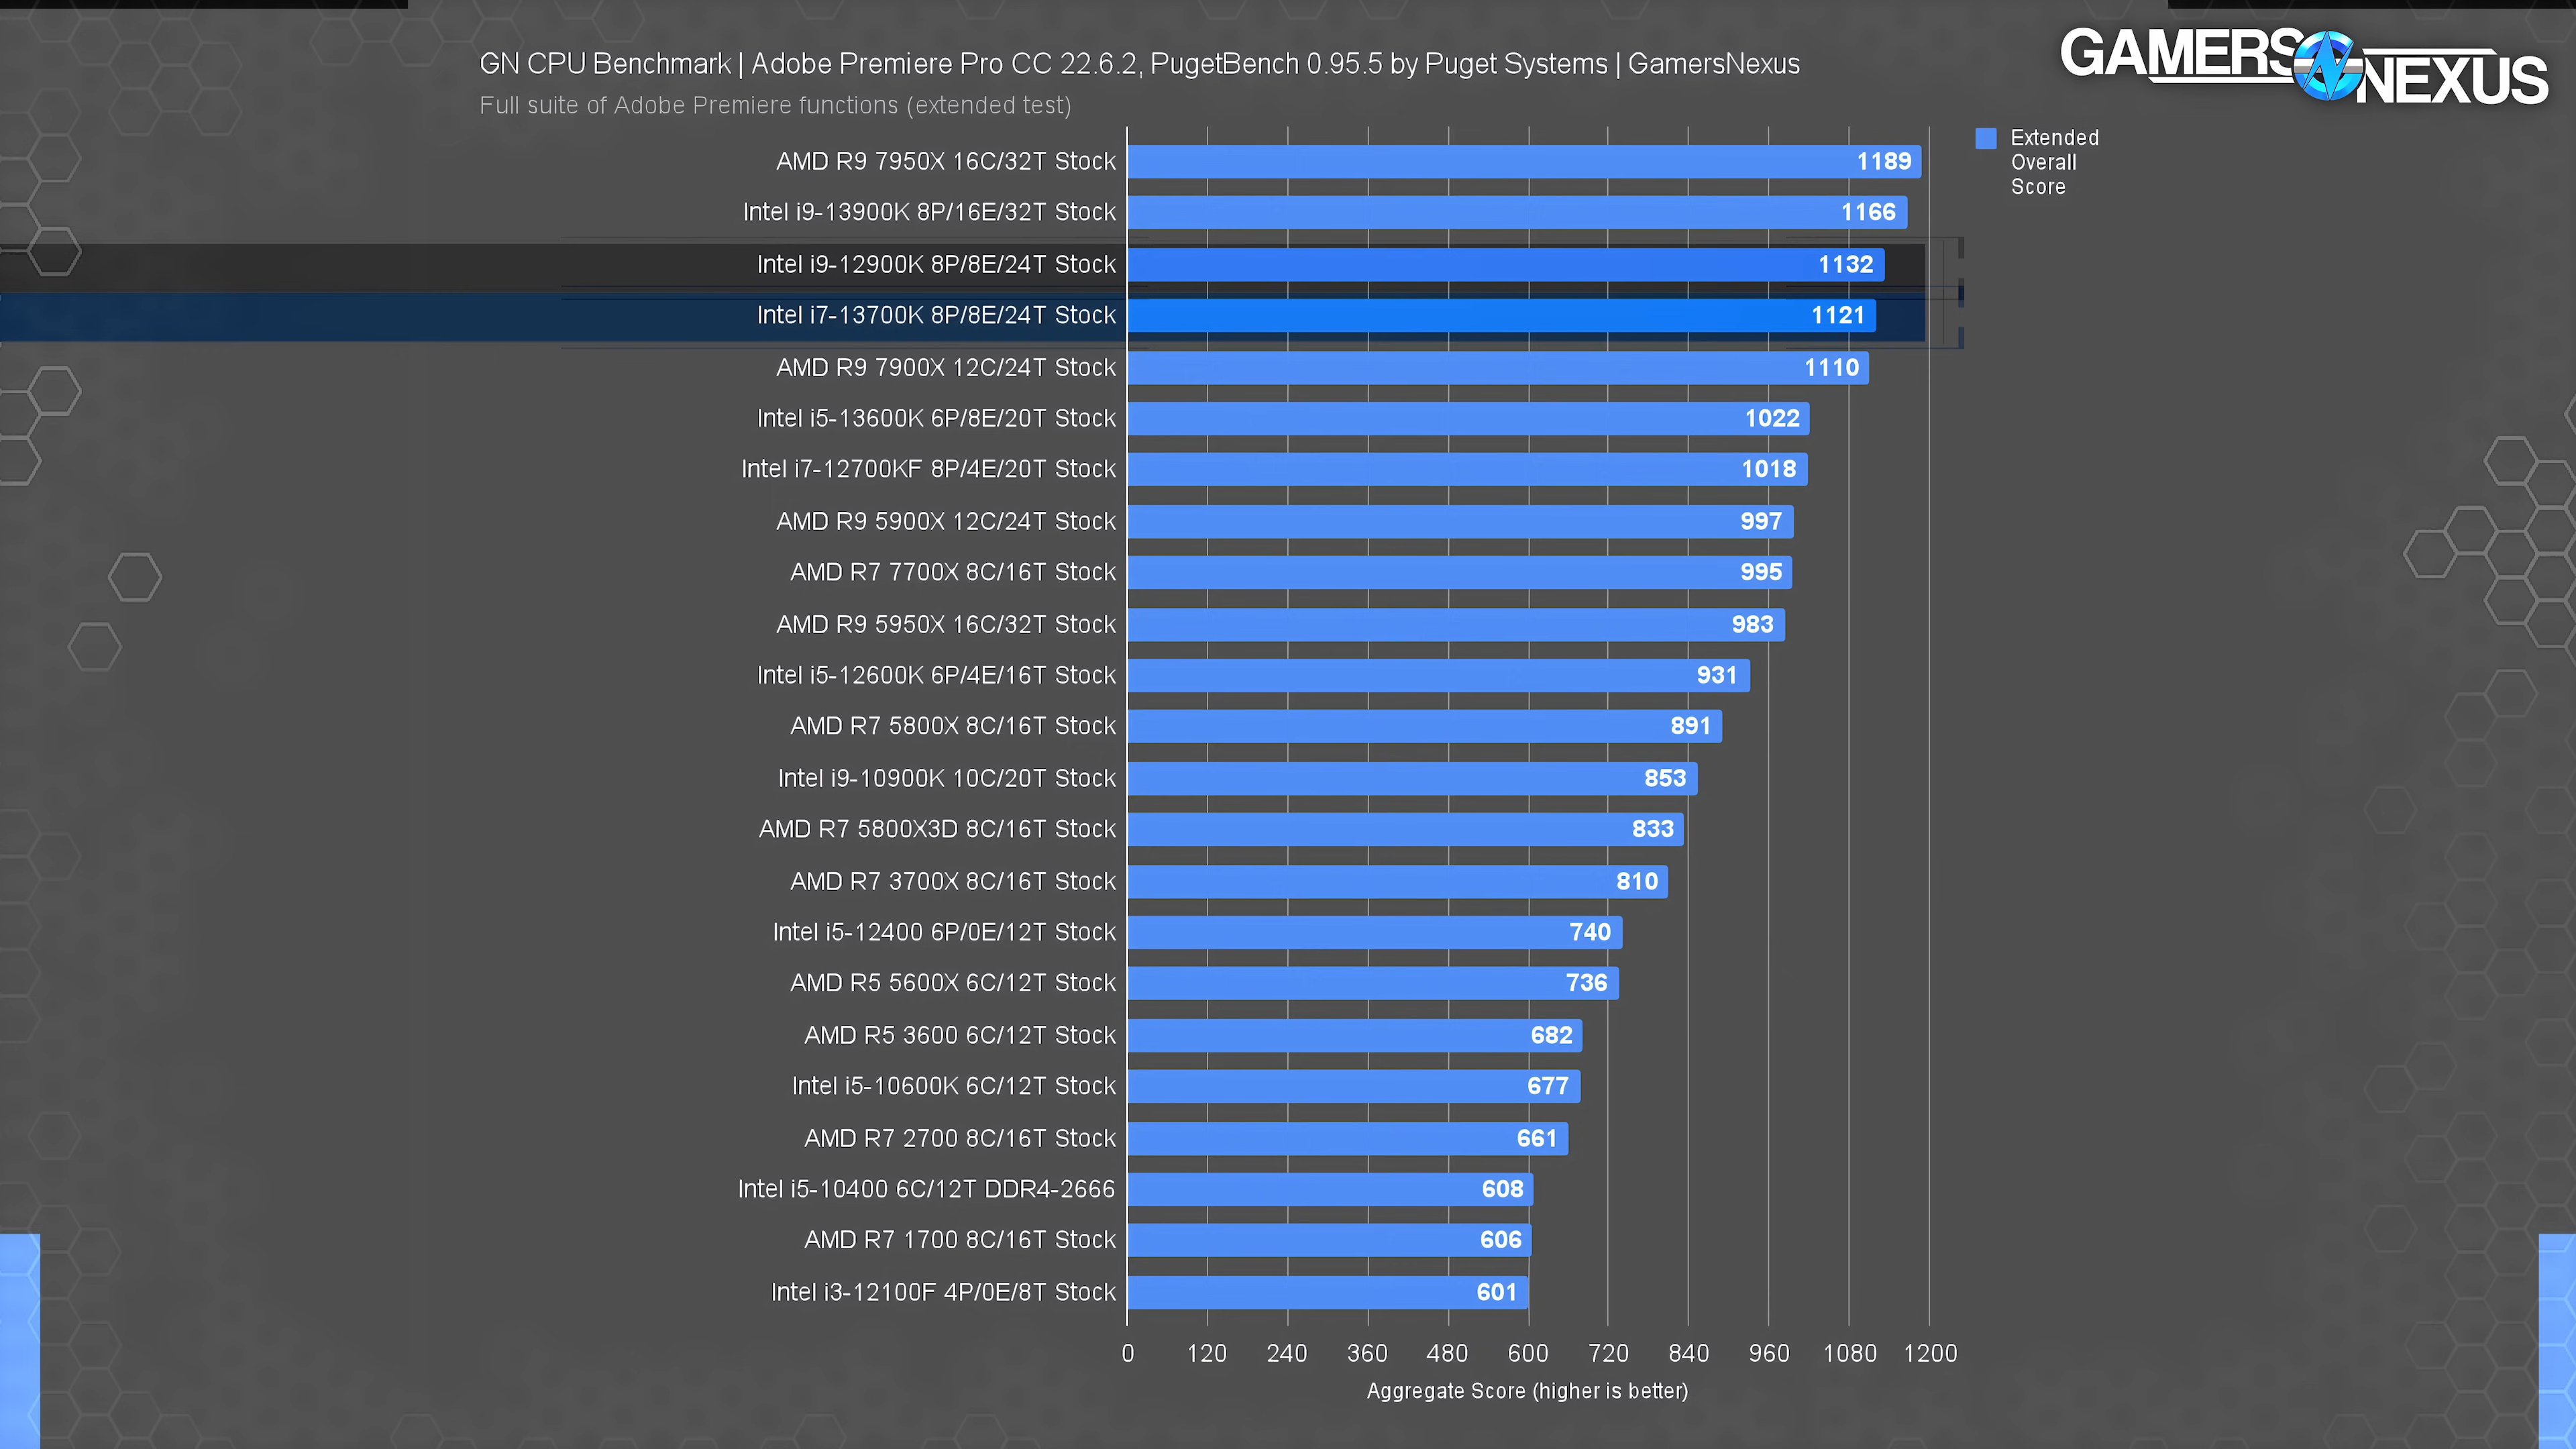 GAMERS NEXUS
GN CPU Benchmark | Adobe Premiere Pro CC 22.6.2, PugetBench 0.95.5 by Puget Systems | GamersNexus
Full suite of Adobe Premiere functions (extended test)
Extended
Overall
Score
AMD R9 7950X 16C/32T Stock 1189
Intel i9-13900K 8P/16E/32T Stock 1166
Intel i9-12900K 8P/8E/24T Stock 1132
Intel i7-13700K 8P/8E/24T Stock 1121
AMD R9 7900X 12C/24T Stock 1110
Intel i5-13600K 6P/8E/20T Stock 1022
Intel i7-12700KF 8P/4E/20T Stock 1018
AMD R9 5900X 12C/24T Stock 997
AMD R7 7700X 8C/16T Stock 995
AMD R9 5950X 16C/32T Stock 983
Intel i5-12600K 6P/4E/16T Stock 931
AMD R7 5800X 8C/16T Stock 891
Intel i9-10900K 10C/20T Stock 853
AMD R7 5800X3D 8C/16T Stock 833
AMD R7 3700X 8C/16T Stock 810
Intel i5-12400 6P/0E/12T Stock 740
AMD R5 5600X 6C/12T Stock 736
AMD R5 3600 6C/12T Stock 682
Intel i5-10600K 6C/12T Stock 677
AMD R7 2700 8C/16T Stock 661
Intel i5-10400 6C/12T DDR4-2666 608
AMD R7 1700 8C/16T Stock 606
Intel i3-12100F 4P/0E/8T Stock 601
0 120 240 360 480 600 720 840 960 1080 1200
Aggregate Score (higher is better)